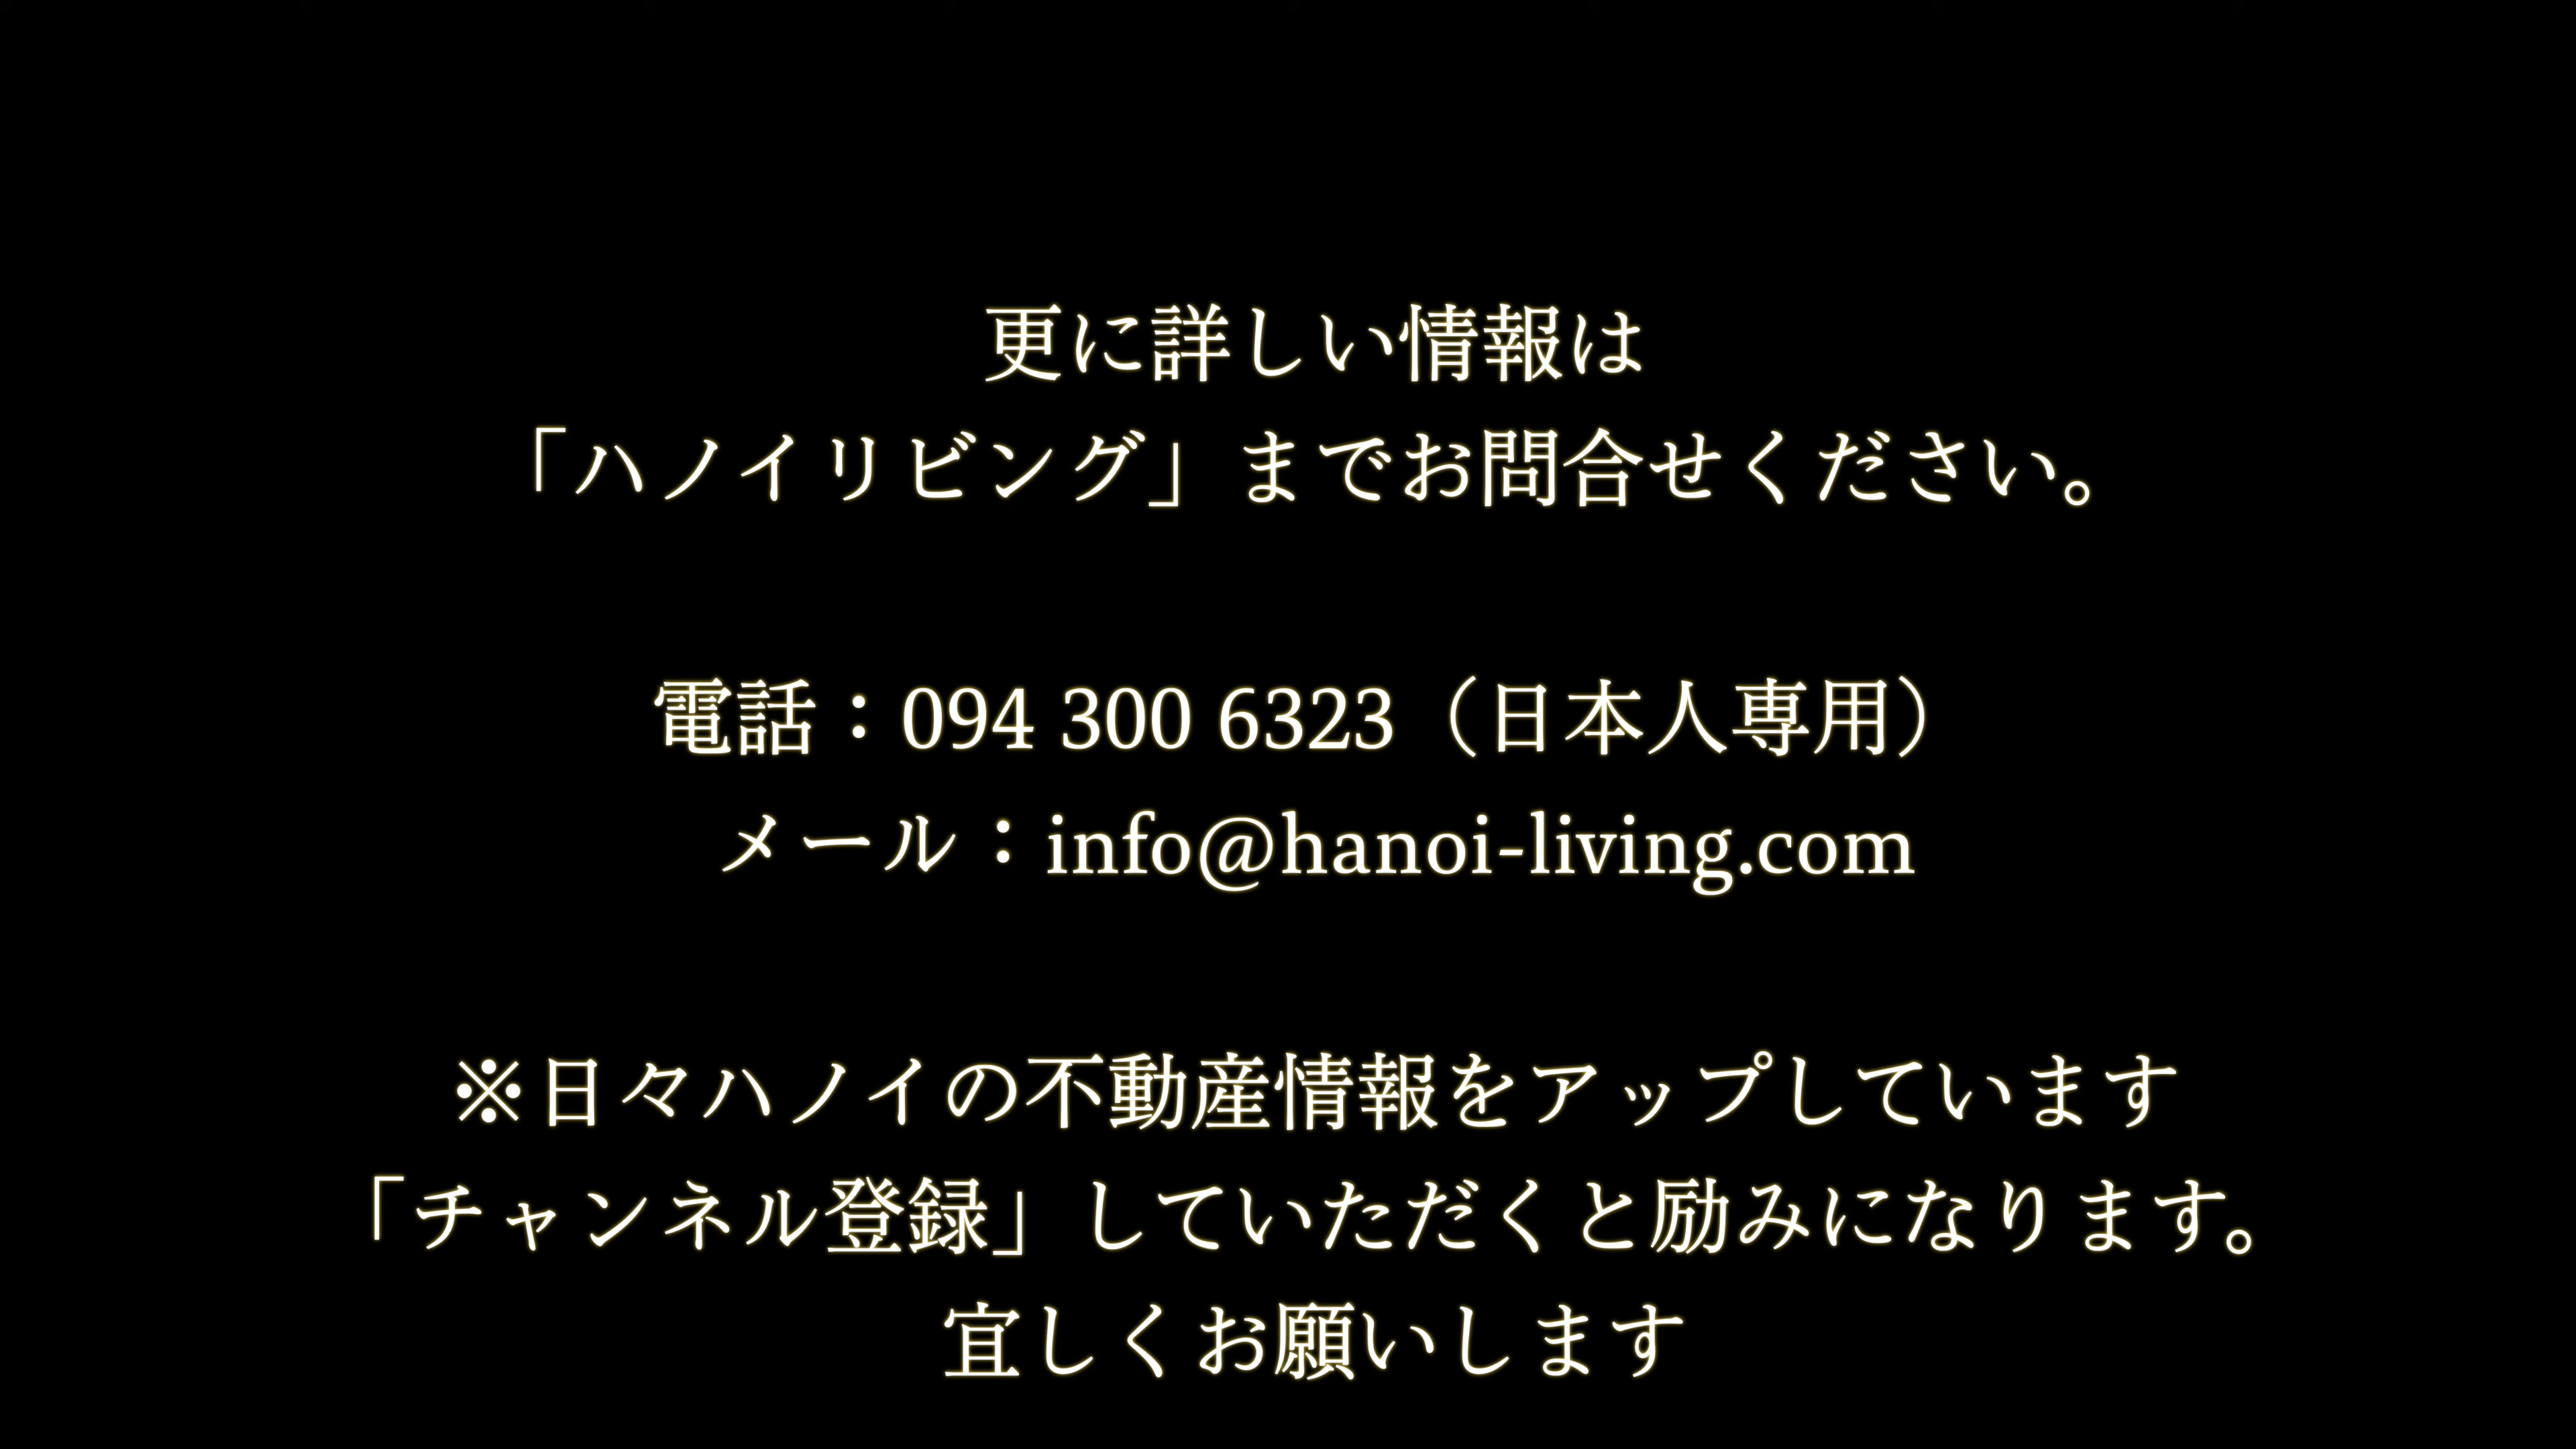 更に詳しい情報は
「ハノイリビング」までお問合せください。
電話：094 300 6323（日本人専用）
メール：info@hanoi-living.com
※日々ハノイの不動産情報をアップしています
「チャンネル登録」していただくと励みになります。
宜しくお願いします